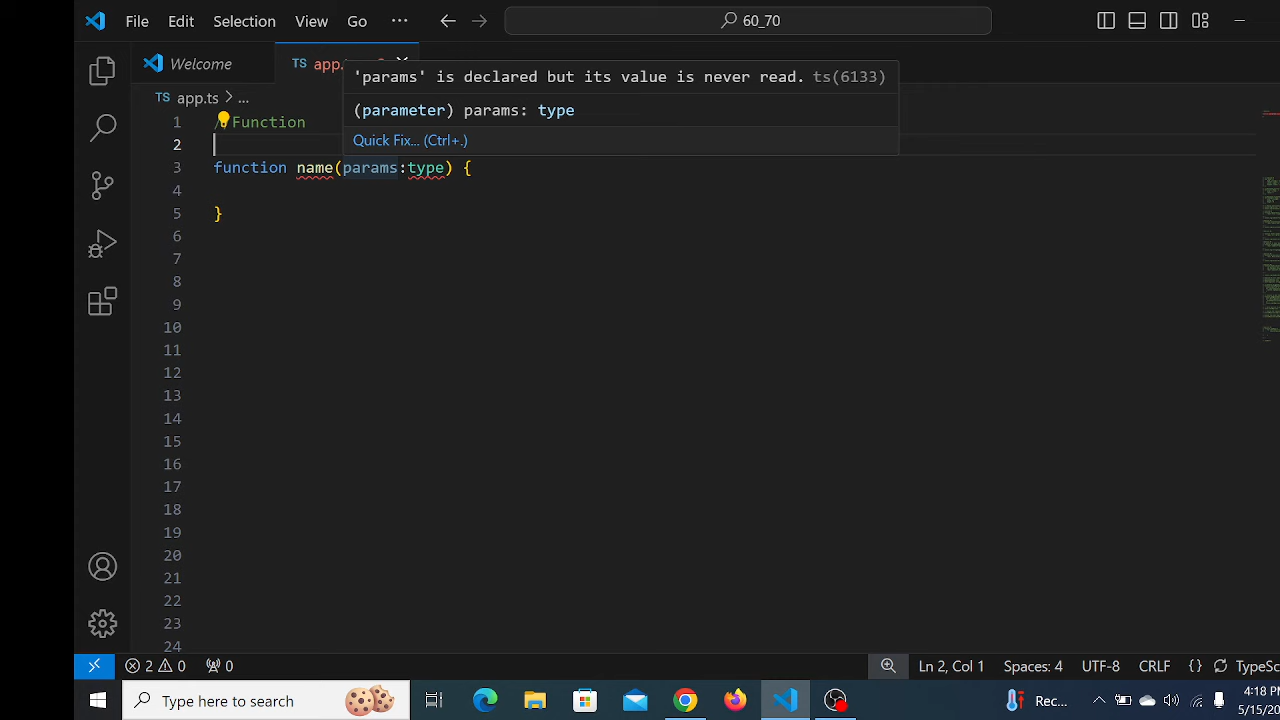 File Edit Selection View Go ··· 60_70
Welcome
TS app.
'params' is declared but its value is never read. ts(6133)
(parameter) params: type
Quick Fix... (Ctrl+.)
TS app.ts > ...
1 / Function
2
3 function name(params:type) {
4
5 }
6
7
8
9
10
11
12
13
14
15
16
17
18
19
20
21
22
23
24
2 0 0 Ln 2, Col 1 Spaces: 4 UTF-8 CRLF {} TypeSc
Type here to search Rec... 4:18 PM
5/15/20